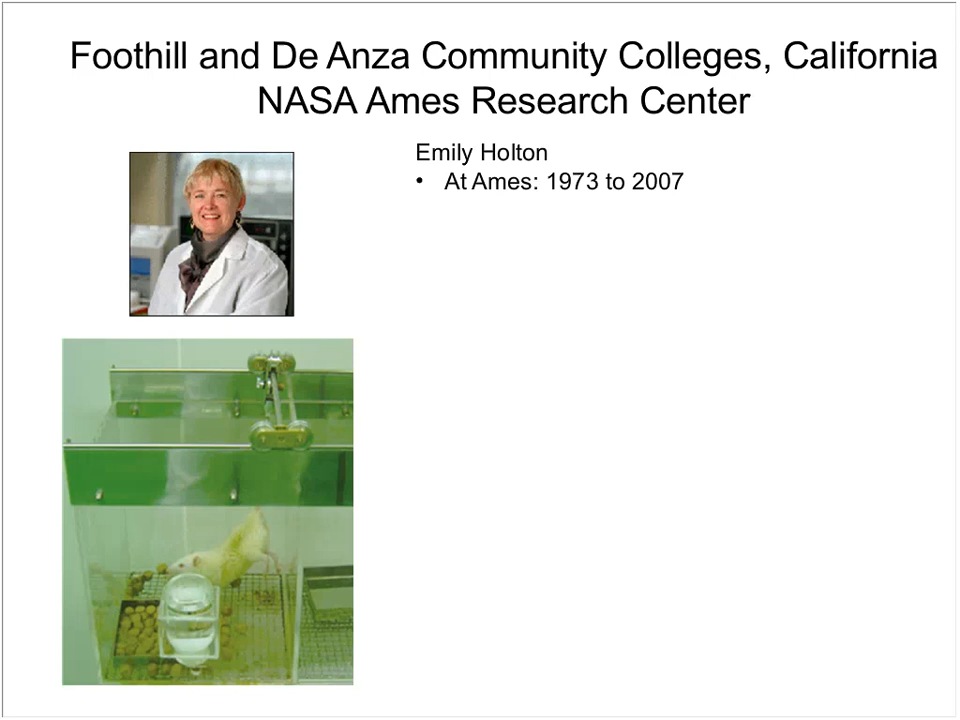 Foothill and De Anza Community Colleges, California
NASA Ames Research Center
Emily Holton
• At Ames: 1973 to 2007